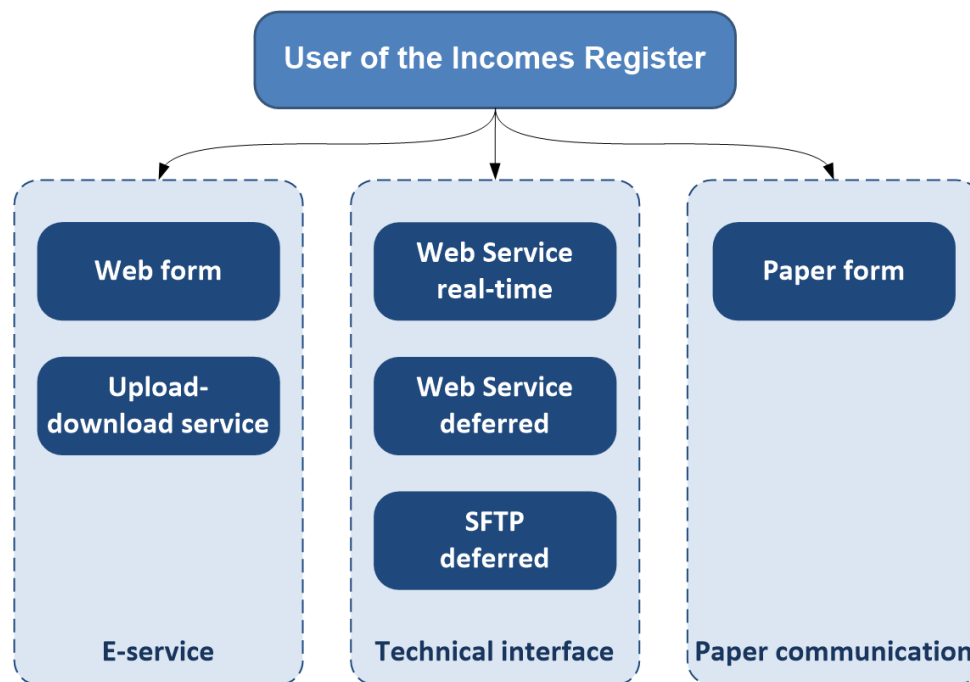 User of the Incomes Register
Web form
Upload-
download service
E-service
Web Service
real-time
Web Service
deferred
SFTP
deferred
Technical interface
Paper form
Paper communication